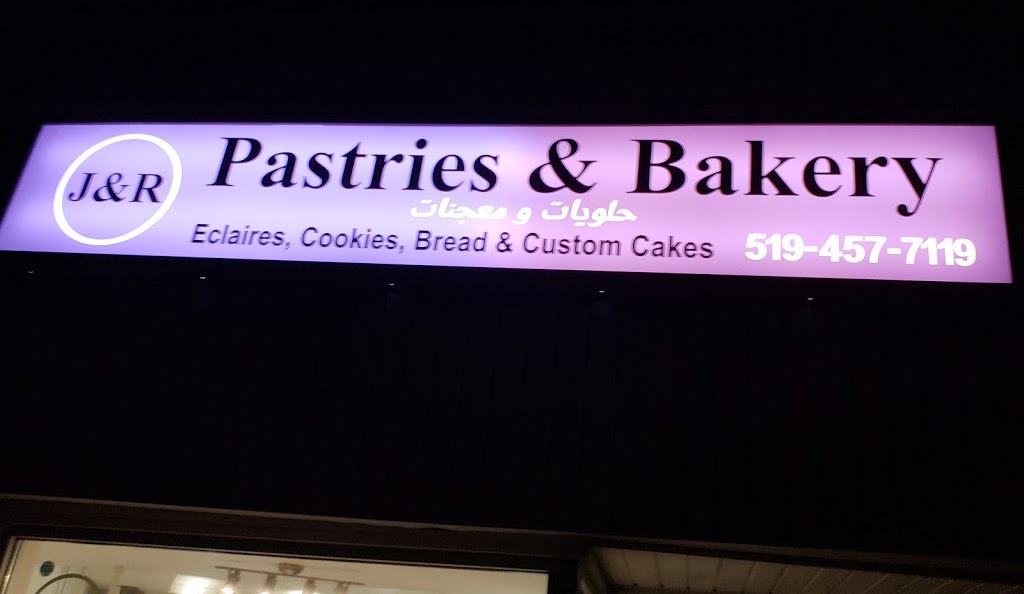 J&R
Pastries & Bakery
حلويات و معجنات
Eclaires, Cookies, Bread & Custom Cakes
519-457-7119